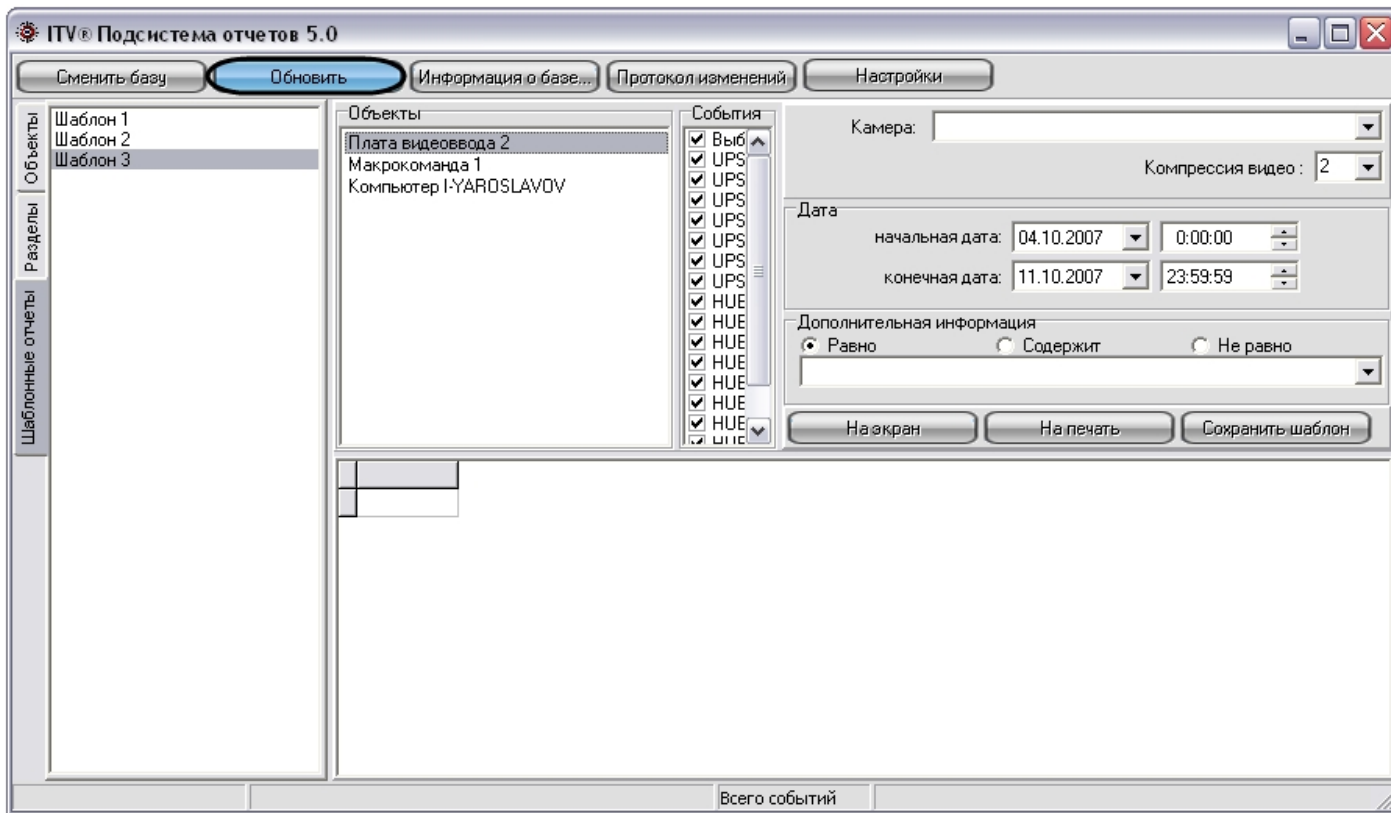 ITV® Подсистема отчетов 5.0
Сменить базу
Обновить
Информация о базе...
Протокол изменений
Настройки
Объекты
Разделы
Шаблонные отчеты
Шаблон 1
Шаблон 2
Шаблон 3
Объекты
Плата видеоввода 2
Макрокоманда 1
Компьютер I-YAROSLAVOV
События
Выб
UPS
UPS
UPS
UPS
UPS
UPS
UPS
HUE
HUE
HUE
HUE
HUE
HUE
HUE
Камера:
Компрессия видео : 2
Дата
начальная дата: 04.10.2007 0:00:00
конечная дата: 11.10.2007 23:59:59
Дополнительная информация
Равно Содержит Не равно
На экран
На печать
Сохранить шаблон
Всего событий